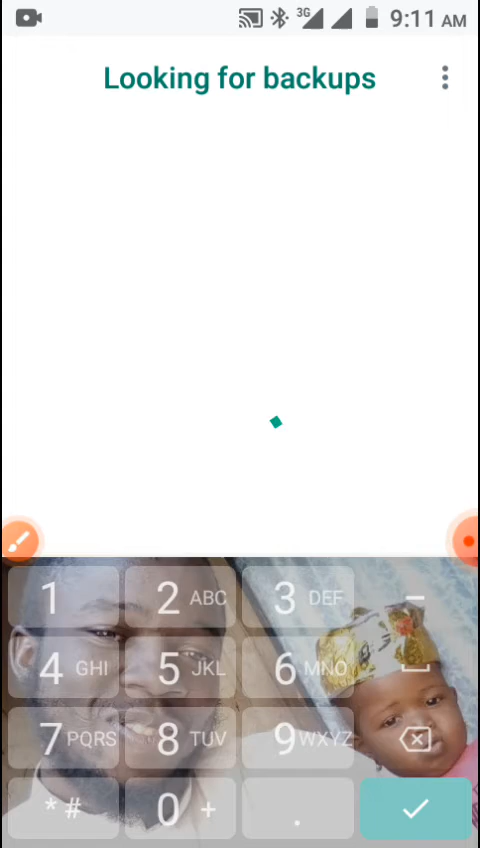 3G 9:11 AM
Looking for backups
1 2 ABC 3 DEF –
4 GHI 5 JKL 6 MNO
7 PQRS 8 TUV 9 WXYZ
* # 0 + .